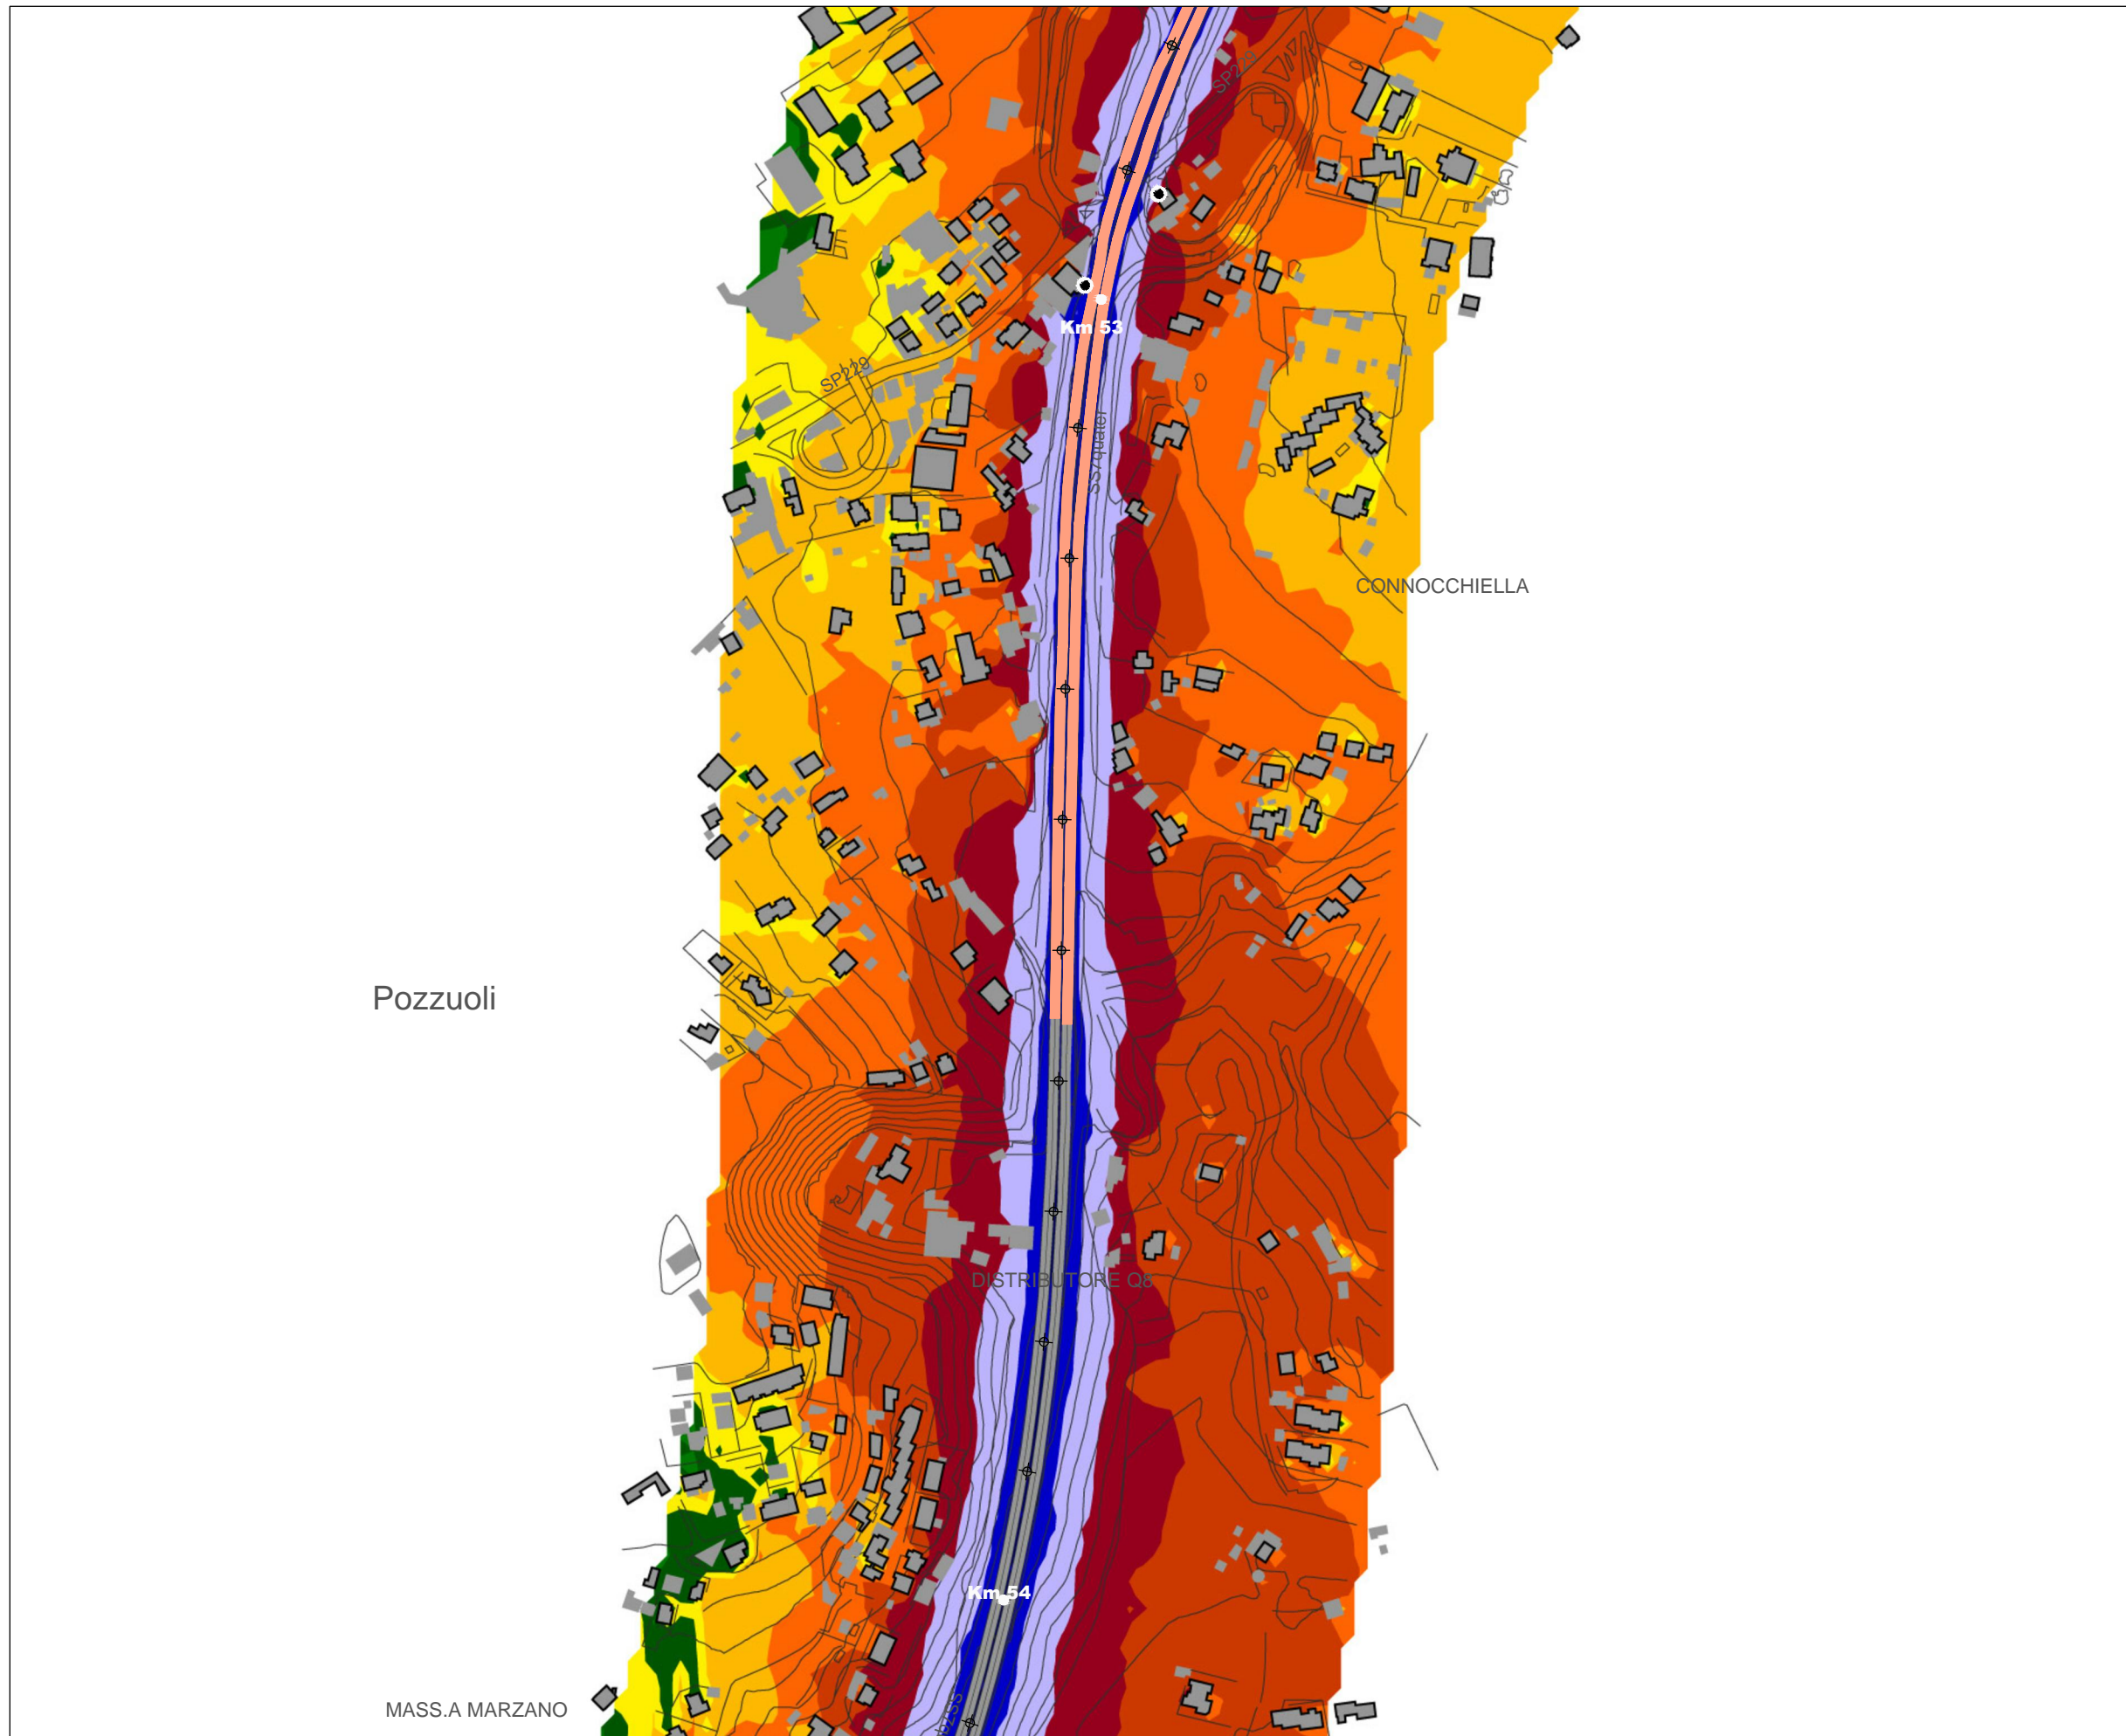 SP229
Km 53
SP229
SS7quater
CONNOCCHIELLA
Pozzuoli
DISTRIBUTORE Q8
Km 54
MASS.A MARZANO